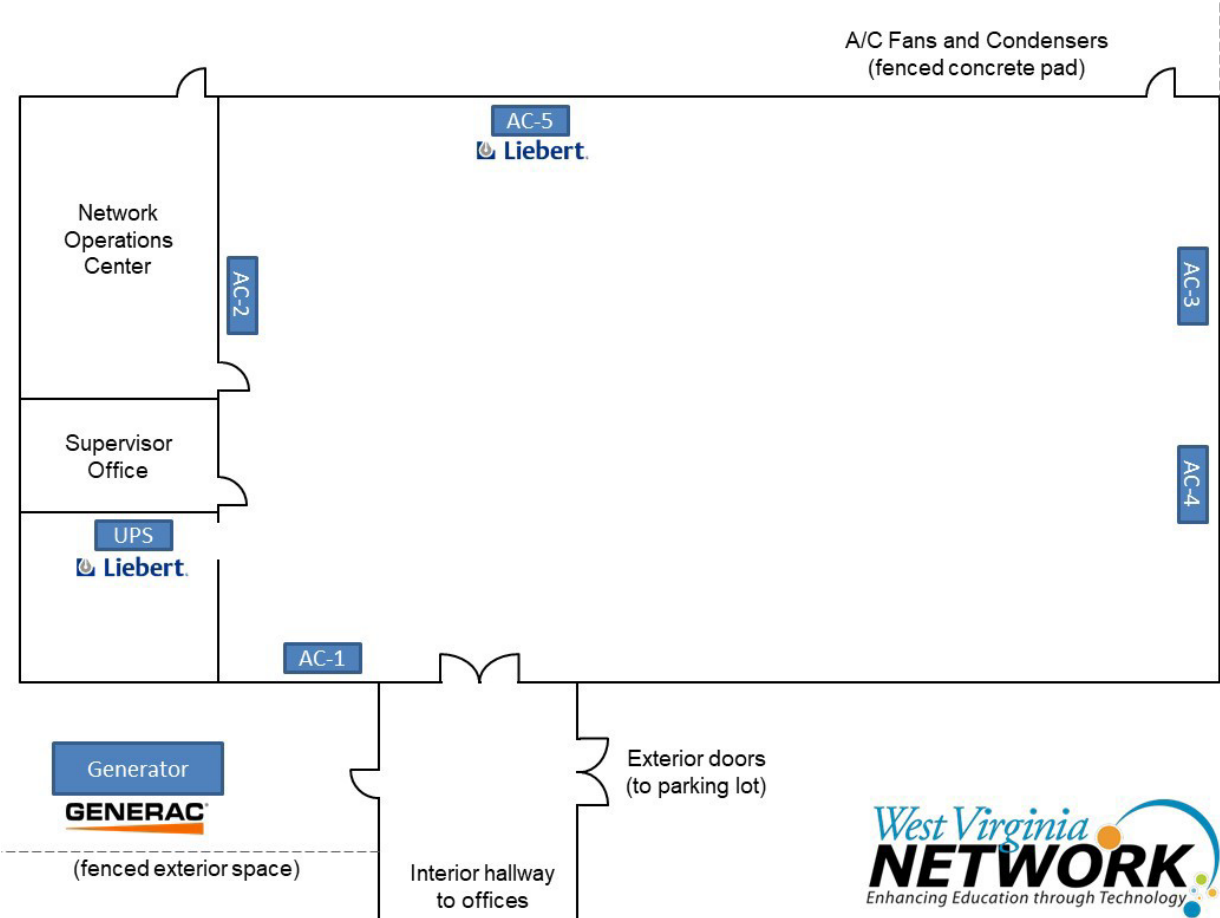 A/C Fans and Condensers
(fenced concrete pad)
AC-5
Liebert.
Network
Operations
Center
AC-2
AC-3
Supervisor
Office
AC-4
UPS
Liebert.
AC-1
Generator
GENERAC
(fenced exterior space)
Exterior doors
(to parking lot)
Interior hallway
to offices
West Virginia
NETWORK
Enhancing Education through Technology